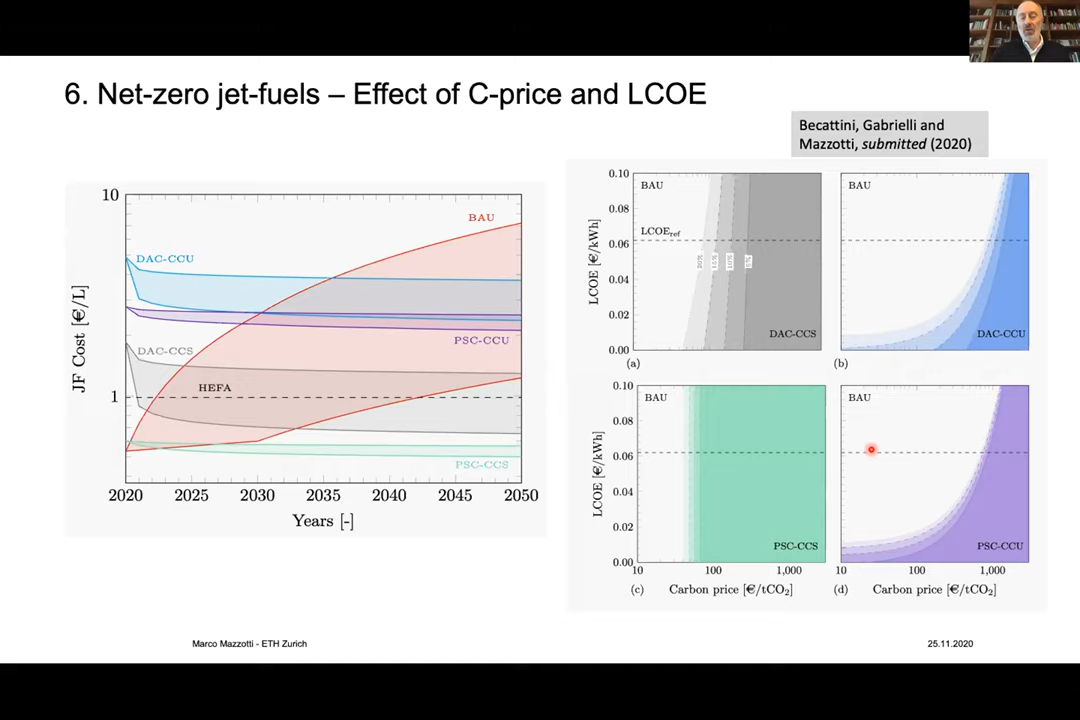 6. Net-zero jet-fuels – Effect of C-price and LCOE
Becattini, Gabrielli and
Mazzotti, submitted (2020)
10
1
JF Cost [€/L]
BAU
DAC-CCU
PSC-CCU
DAC-CCS
HEFA
PSC-CCS
2020 2025 2030 2035 2040 2045 2050
Years [-]
LCOE [€/kWh]
0.10
0.08
0.06
0.04
0.02
0.00
BAU
LCOEref
20% 15% 10% 5%
DAC-CCS
(a)
BAU
DAC-CCU
(b)
LCOE [€/kWh]
0.10
0.08
0.06
0.04
0.02
0.00
BAU
PSC-CCS
10 100 1,000
(c) Carbon price [€/tCO2]
BAU
PSC-CCU
10 100 1,000
(d) Carbon price [€/tCO2]
Marco Mazzotti - ETH Zurich
25.11.2020